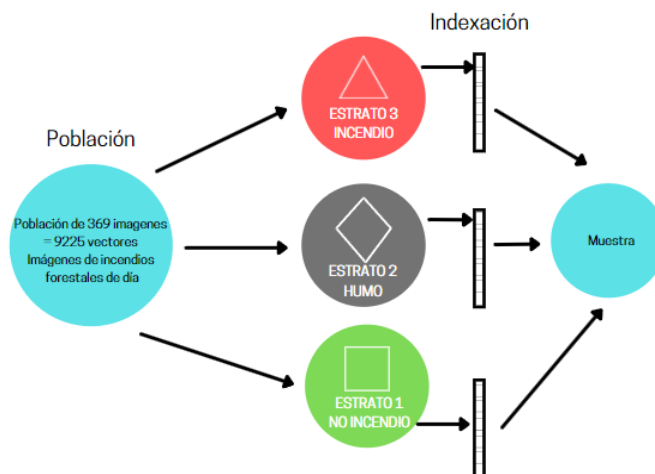 Indexación
Población
ESTRATO 3
INCENDIO
Población de 369 imagenes
= 9225 vectores
Imágenes de incendios
forestales de día
ESTRATO 2
HUMO
Muestra
ESTRATO 1
NO INCENDIO